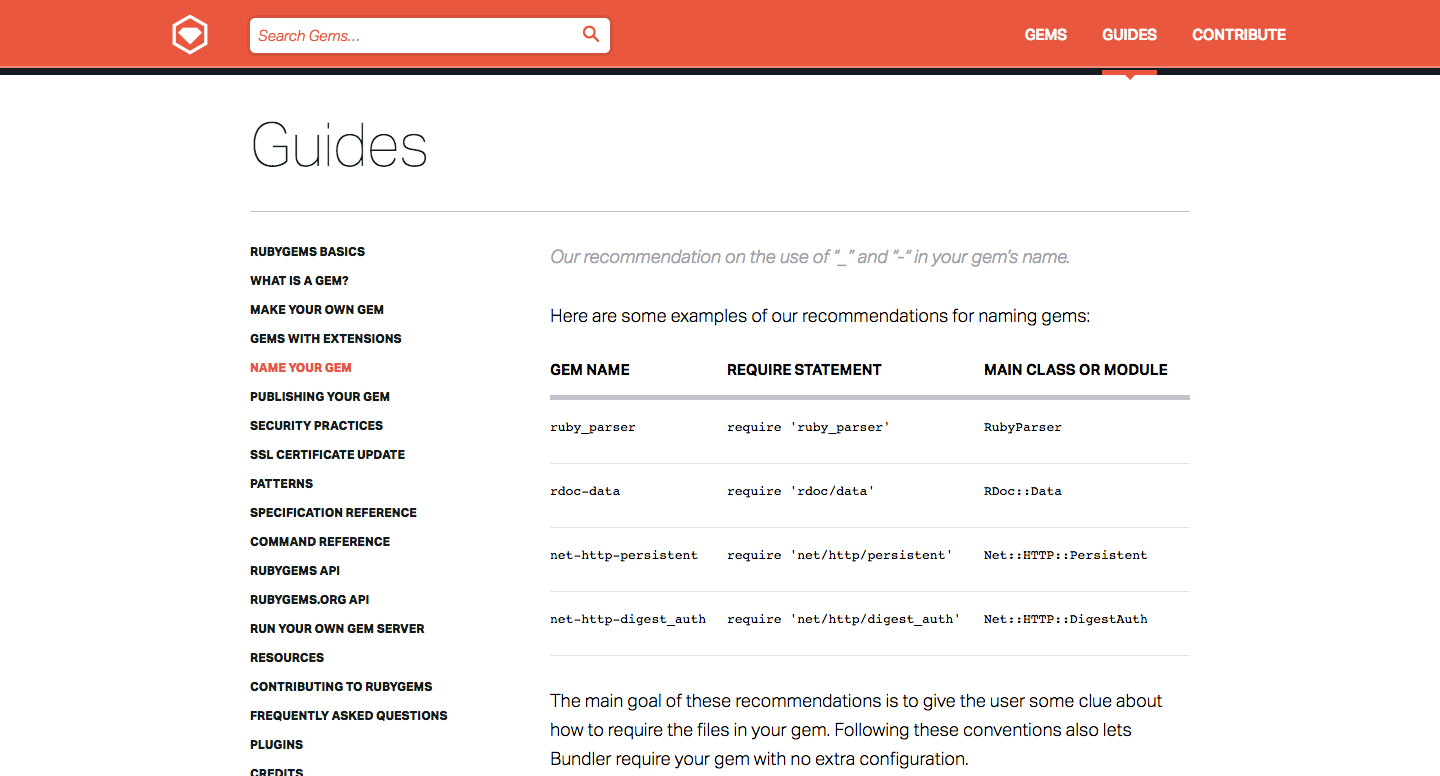 Search Gems...
GEMS GUIDES CONTRIBUTE
Guides
RUBYGEMS BASICS
WHAT IS A GEM?
MAKE YOUR OWN GEM
GEMS WITH EXTENSIONS
NAME YOUR GEM
PUBLISHING YOUR GEM
SECURITY PRACTICES
SSL CERTIFICATE UPDATE
PATTERNS
SPECIFICATION REFERENCE
COMMAND REFERENCE
RUBYGEMS API
RUBYGEMS.ORG API
RUN YOUR OWN GEM SERVER
RESOURCES
CONTRIBUTING TO RUBYGEMS
FREQUENTLY ASKED QUESTIONS
PLUGINS
CREDITS
Our recommendation on the use of “_” and “-“ in your gem’s name.
Here are some examples of our recommendations for naming gems:
GEM NAME REQUIRE STATEMENT MAIN CLASS OR MODULE
ruby_parser require 'ruby_parser' RubyParser
rdoc-data require 'rdoc/data' RDoc::Data
net-http-persistent require 'net/http/persistent' Net::HTTP::Persistent
net-http-digest_auth require 'net/http/digest_auth' Net::HTTP::DigestAuth
The main goal of these recommendations is to give the user some clue about
how to require the files in your gem. Following these conventions also lets
Bundler require your gem with no extra configuration.